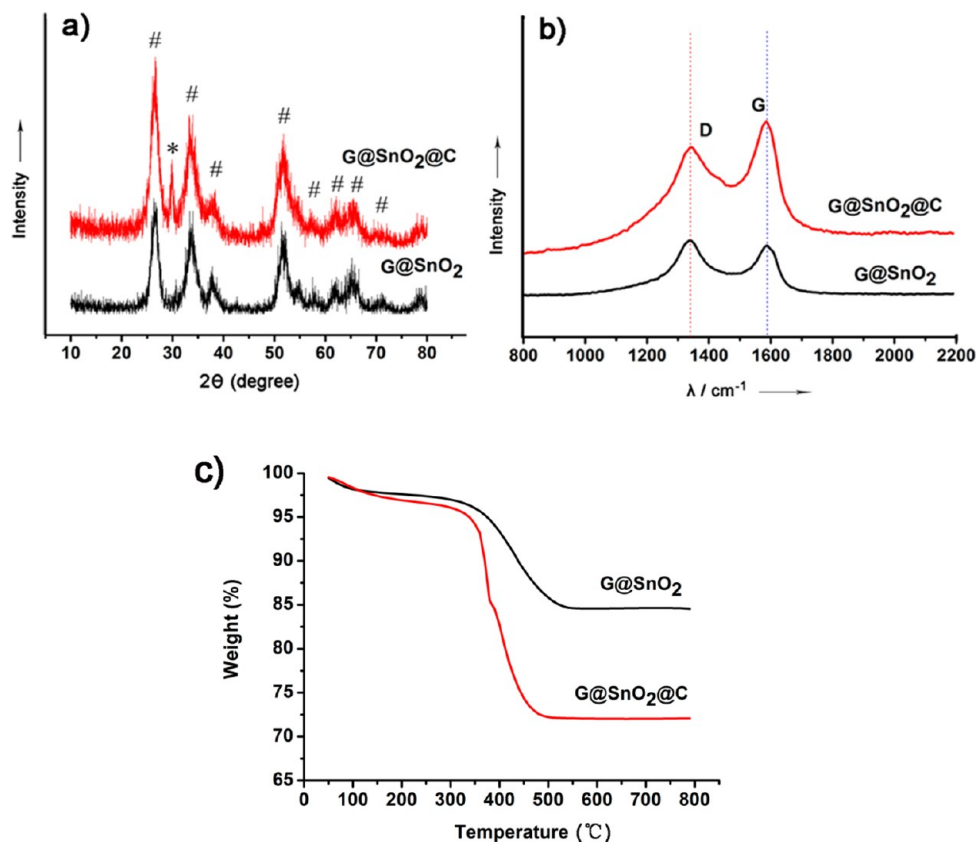 a)
#
#
*
#
#
#
#
#
#
G@SnO₂@C
G@SnO₂
Intensity
10 20 30 40 50 60 70 80
2Θ (degree)
b)
D
G
G@SnO₂@C
G@SnO₂
Intensity
800 1000 1200 1400 1600 1800 2000 2200
λ / cm⁻¹
c)
100
95
90
85
80
75
70
65
Weight (%)
G@SnO₂
G@SnO₂@C
0 100 200 300 400 500 600 700 800
Temperature (℃)